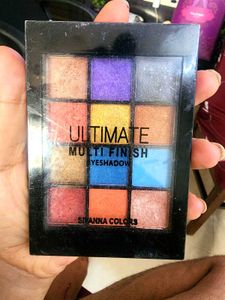 ULTIMATE
MULTI FINISH
EYESHADOW
SIVANNA COLORS